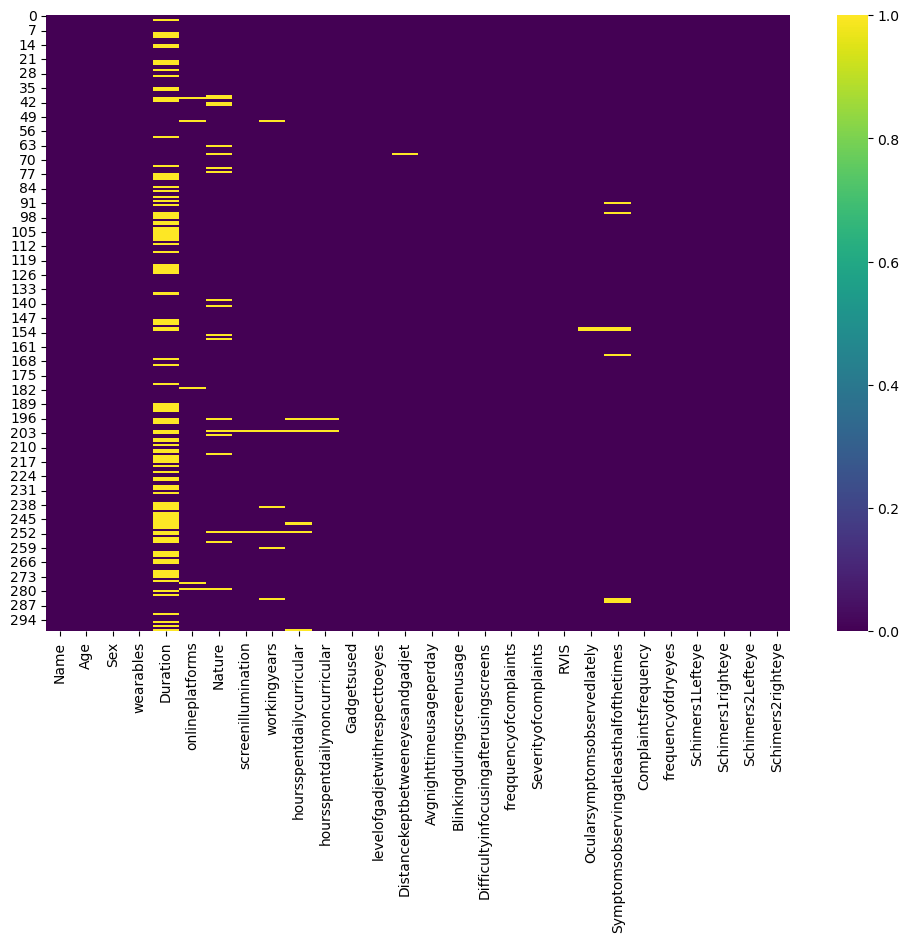 0
7
14
21
28
35
42
49
56
63
70
77
84
91
98
105
112
119
126
133
140
147
154
161
168
175
182
189
196
203
210
217
224
231
238
245
252
259
266
273
280
287
294
Name
Age
Sex
wearables
Duration
onlineplatforms
Nature
screenillumination
workingyears
hoursspentdailycurricular
hoursspentdailynoncurricular
Gadgetsused
levelofgadjetwithrespecttoeyes
Distancekeptbetweeneyesandgadjet
Avgnighttimeusageperday
Blinkingduringscreenusage
Difficultyinfocusingafterusingscreens
freqquencyofcomplaints
Severityofcomplaints
RVIS
Ocularsymptomsobservedlately
Symptomsobservingatleasthalfofthetimes
Complaintsfrequency
frequencyofdryeyes
Schimers1Lefteye
Schimers1righteye
Schimers2Lefteye
Schimers2righteye
1.0
0.8
0.6
0.4
0.2
0.0